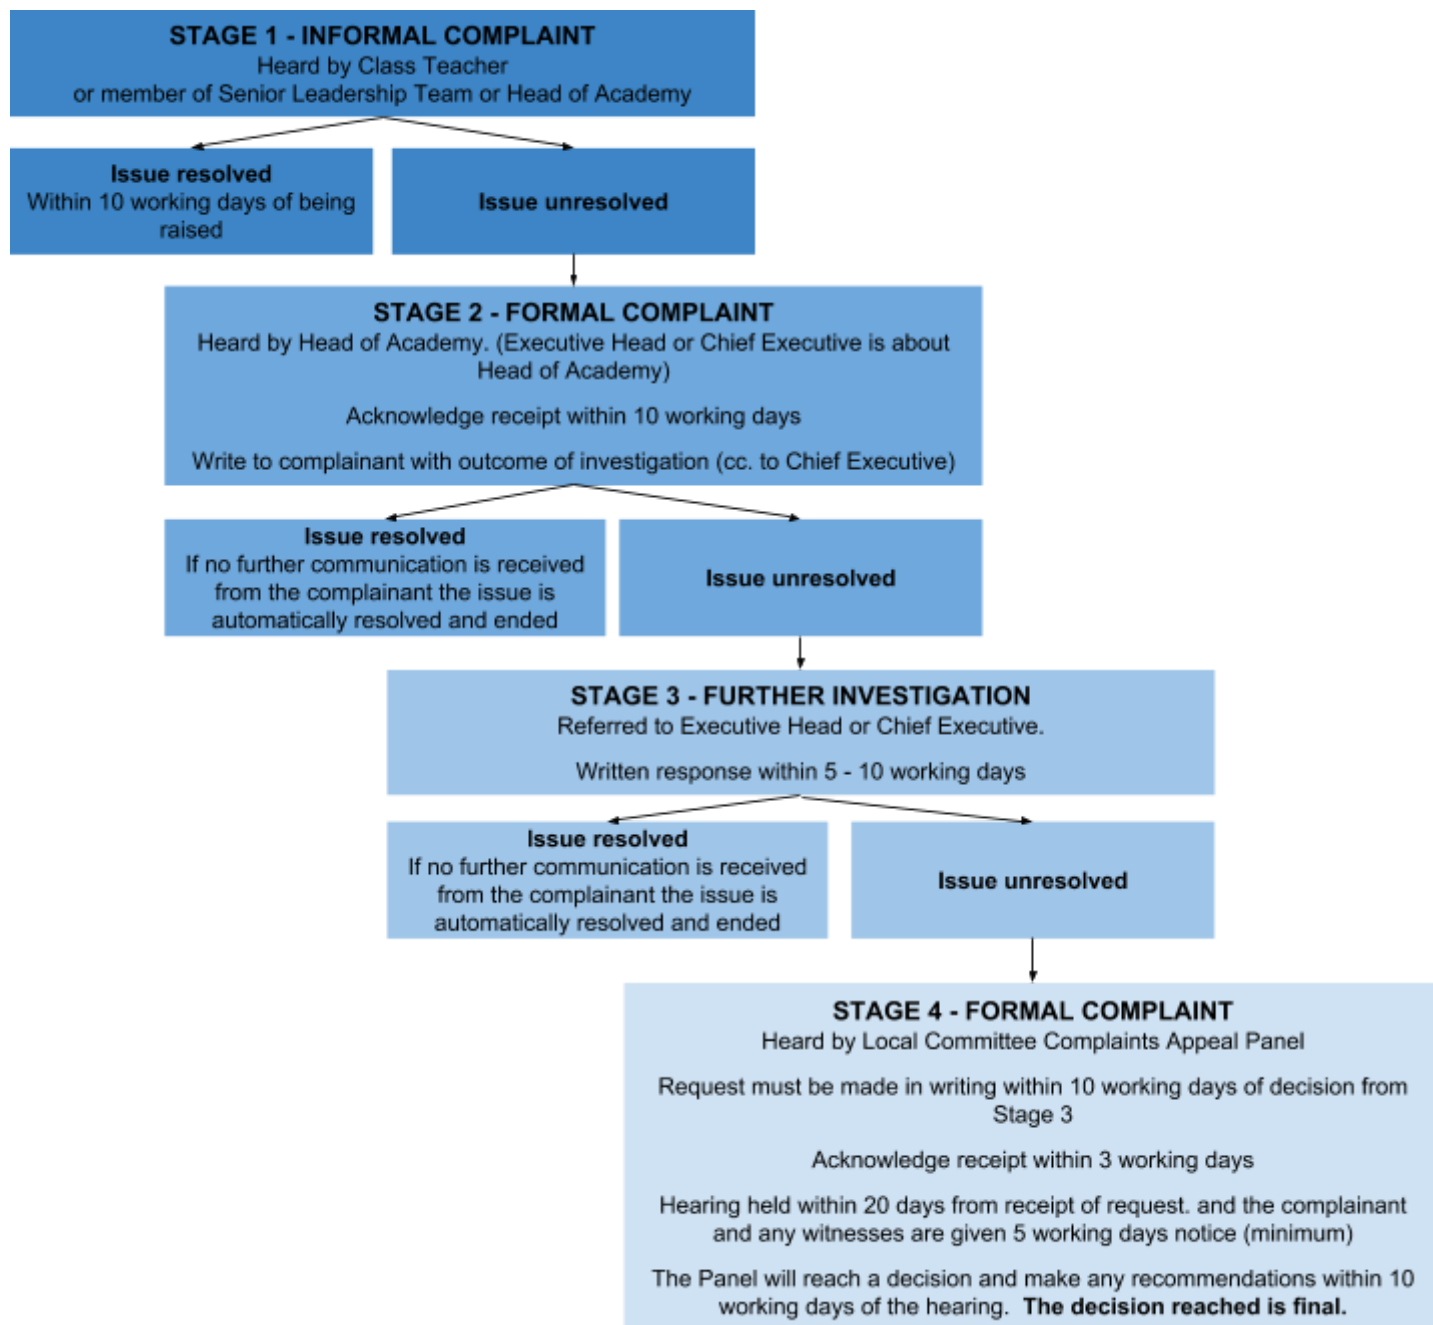 STAGE 1 - INFORMAL COMPLAINT
Heard by Class Teacher
or member of Senior Leadership Team or Head of Academy
Issue resolved
Within 10 working days of being
raised
Issue unresolved
STAGE 2 - FORMAL COMPLAINT
Heard by Head of Academy. (Executive Head or Chief Executive is about
Head of Academy)
Acknowledge receipt within 10 working days
Write to complainant with outcome of investigation (cc. to Chief Executive)
Issue resolved
If no further communication is received
from the complainant the issue is
automatically resolved and ended
Issue unresolved
STAGE 3 - FURTHER INVESTIGATION
Referred to Executive Head or Chief Executive.
Written response within 5 - 10 working days
Issue resolved
If no further communication is received
from the complainant the issue is
automatically resolved and ended
Issue unresolved
STAGE 4 - FORMAL COMPLAINT
Heard by Local Committee Complaints Appeal Panel
Request must be made in writing within 10 working days of decision from
Stage 3
Acknowledge receipt within 3 working days
Hearing held within 20 days from receipt of request. and the complainant
and any witnesses are given 5 working days notice (minimum)
The Panel will reach a decision and make any recommendations within 10
working days of the hearing.  The decision reached is final.